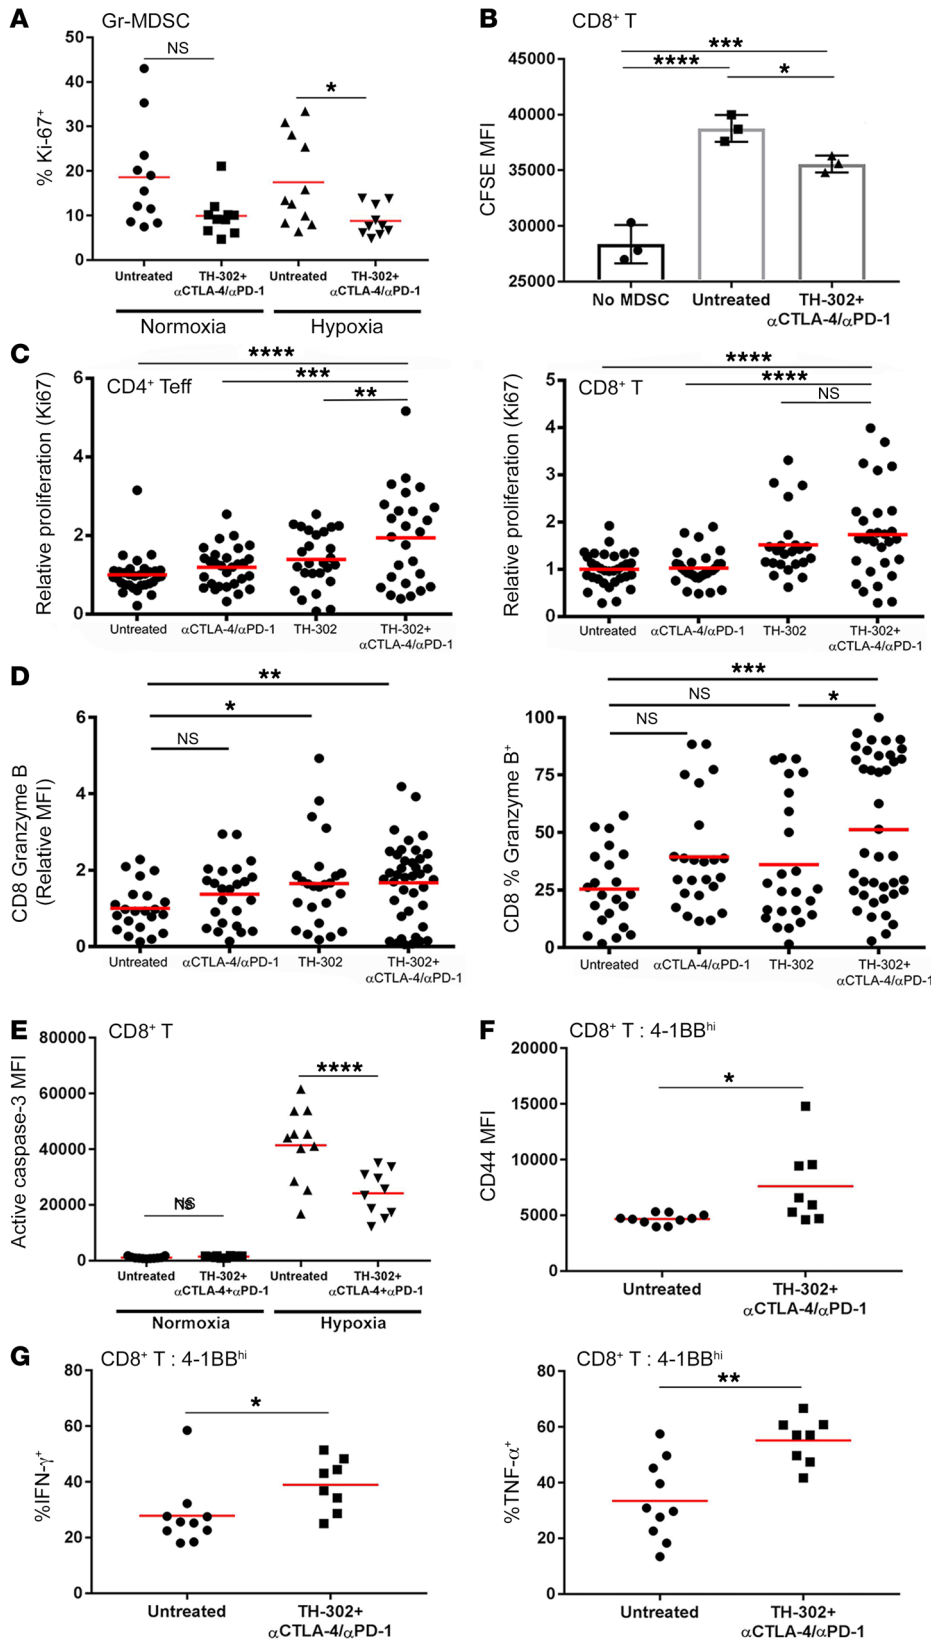 A
Gr-MDSC
% Ki-67⁺
50
40
30
20
10
0
NS
*
Untreated
TH-302+
αCTLA-4/αPD-1
Untreated
TH-302+
αCTLA-4/αPD-1
Normoxia
Hypoxia
B
CD8⁺ T
CFSE MFI
45000
40000
35000
30000
25000
***
****
*
No MDSC
Untreated
TH-302+
αCTLA-4/αPD-1
C
CD4⁺ Teff
Relative proliferation (Ki67)
6
4
2
0
****
***
**
Untreated
αCTLA-4/αPD-1
TH-302
TH-302+
αCTLA-4/αPD-1
CD8⁺ T
Relative proliferation (Ki67)
5
4
3
2
1
0
****
****
NS
Untreated
αCTLA-4/αPD-1
TH-302
TH-302+
αCTLA-4/αPD-1
D
CD8 Granzyme B
(Relative MFI)
6
4
2
0
**
*
NS
Untreated
αCTLA-4/αPD-1
TH-302
TH-302+
αCTLA-4/αPD-1
CD8 % Granzyme B⁺
100
75
50
25
0
***
NS
*
NS
Untreated
αCTLA-4/αPD-1
TH-302
TH-302+
αCTLA-4/αPD-1
E
CD8⁺ T
Active caspase-3 MFI
80000
60000
40000
20000
0
NS
****
Untreated
TH-302+
αCTLA-4+αPD-1
Untreated
TH-302+
αCTLA-4+αPD-1
Normoxia
Hypoxia
F
CD8⁺ T : 4-1BBʰⁱ
CD44 MFI
20000
15000
10000
5000
0
*
Untreated
TH-302+
αCTLA-4/αPD-1
G
CD8⁺ T : 4-1BBʰⁱ
%IFN-γ⁺
80
60
40
20
0
*
Untreated
TH-302+
αCTLA-4/αPD-1
CD8⁺ T : 4-1BBʰⁱ
%TNF-α⁺
80
60
40
20
0
**
Untreated
TH-302+
αCTLA-4/αPD-1